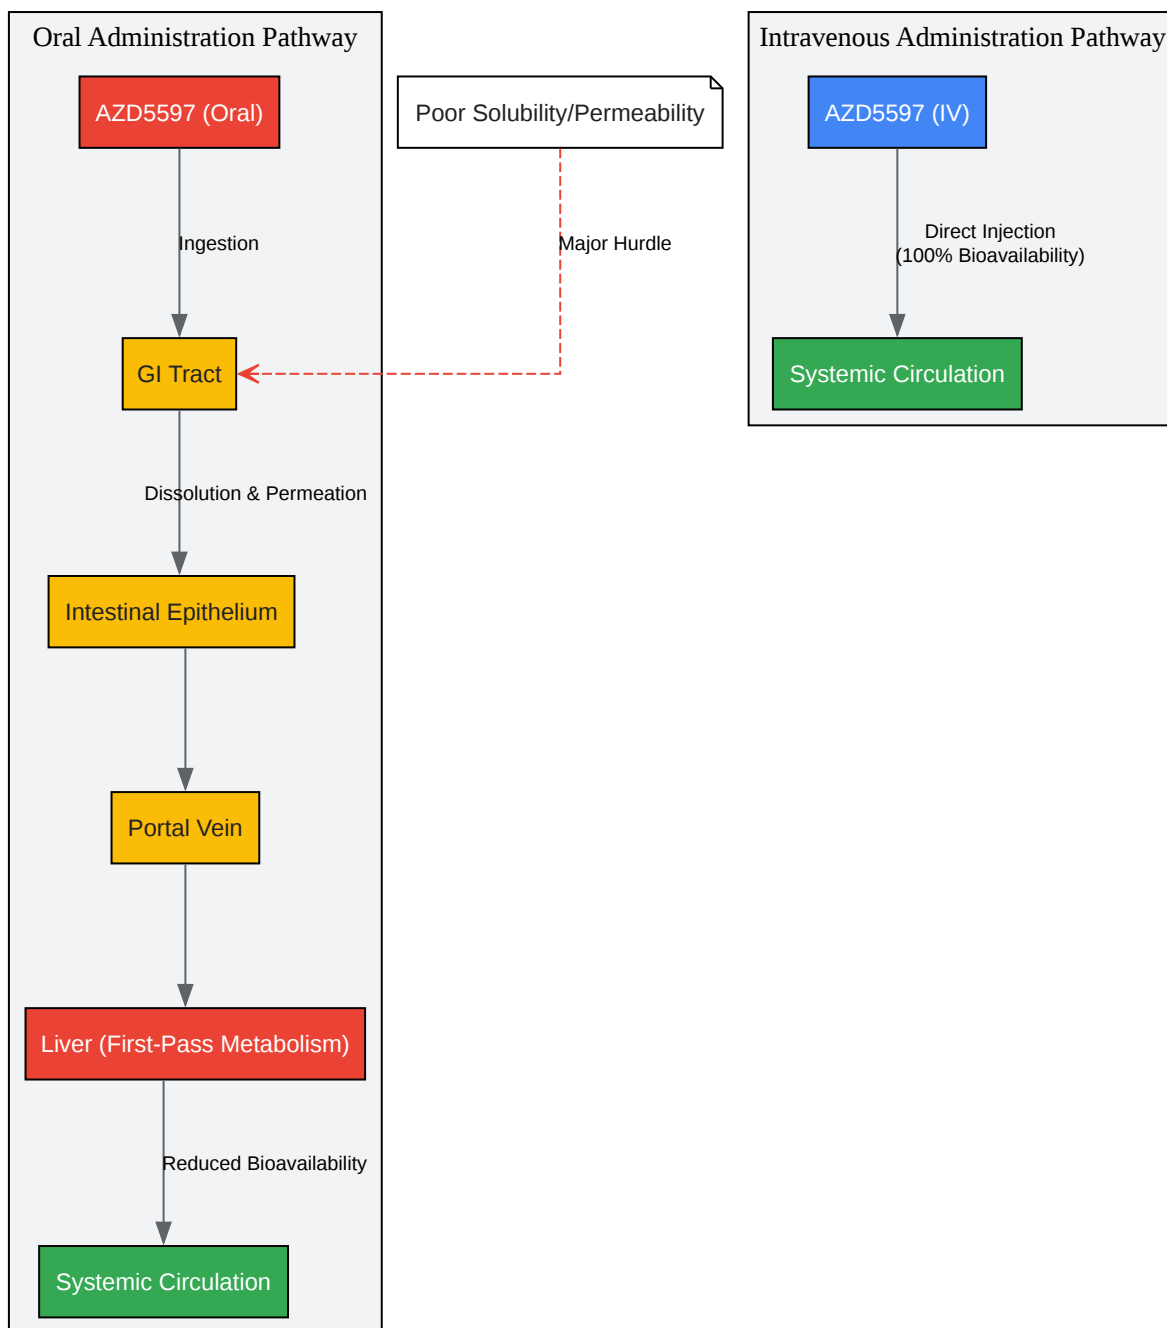 Oral Administration Pathway
AZD5597 (Oral)
Ingestion
GI Tract
Dissolution & Permeation
Intestinal Epithelium
Portal Vein
Liver (First-Pass Metabolism)
Reduced Bioavailability
Systemic Circulation
Poor Solubility/Permeability
Major Hurdle
Intravenous Administration Pathway
AZD5597 (IV)
Direct Injection
(100% Bioavailability)
Systemic Circulation